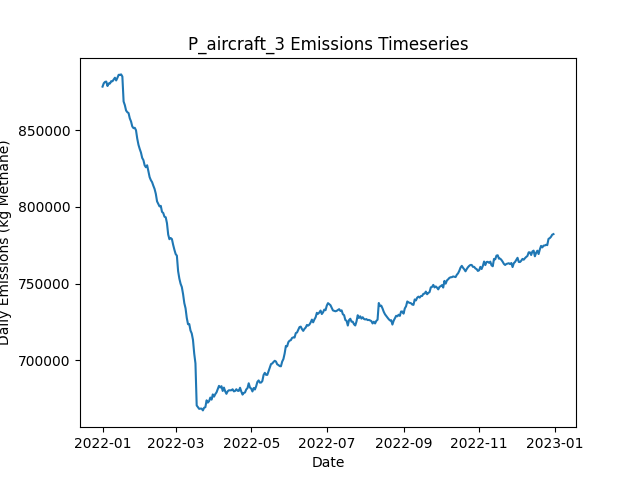 P_aircraft_3 Emissions Timeseries
Daily Emissions (kg Methane)
850000
800000
750000
700000
2022-01 2022-03 2022-05 2022-07 2022-09 2022-11 2023-01
Date